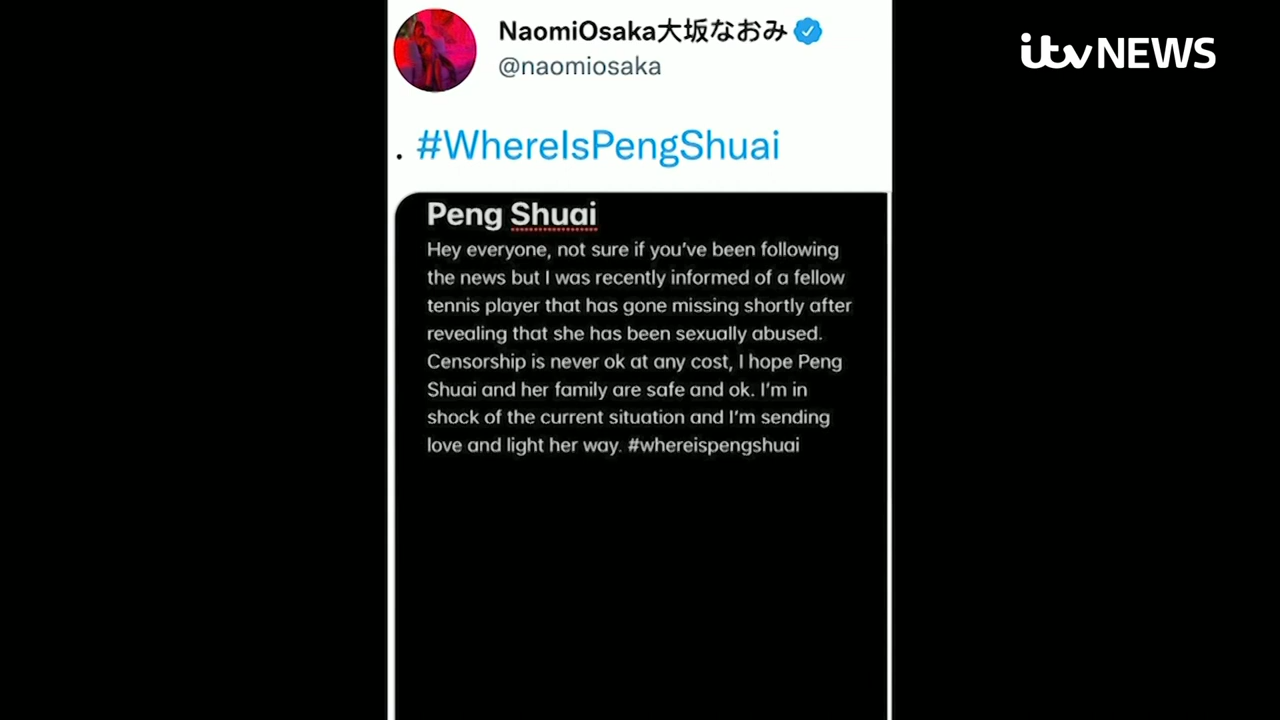 NaomiOsaka大坂なおみ
@naomiosaka
itv NEWS
. #WhereIsPengShuai
Peng Shuai
Hey everyone, not sure if you've been following
the news but I was recently informed of a fellow
tennis player that has gone missing shortly after
revealing that she has been sexually abused.
Censorship is never ok at any cost, I hope Peng
Shuai and her family are safe and ok. I'm in
shock of the current situation and I'm sending
love and light her way. #whereispengshuai